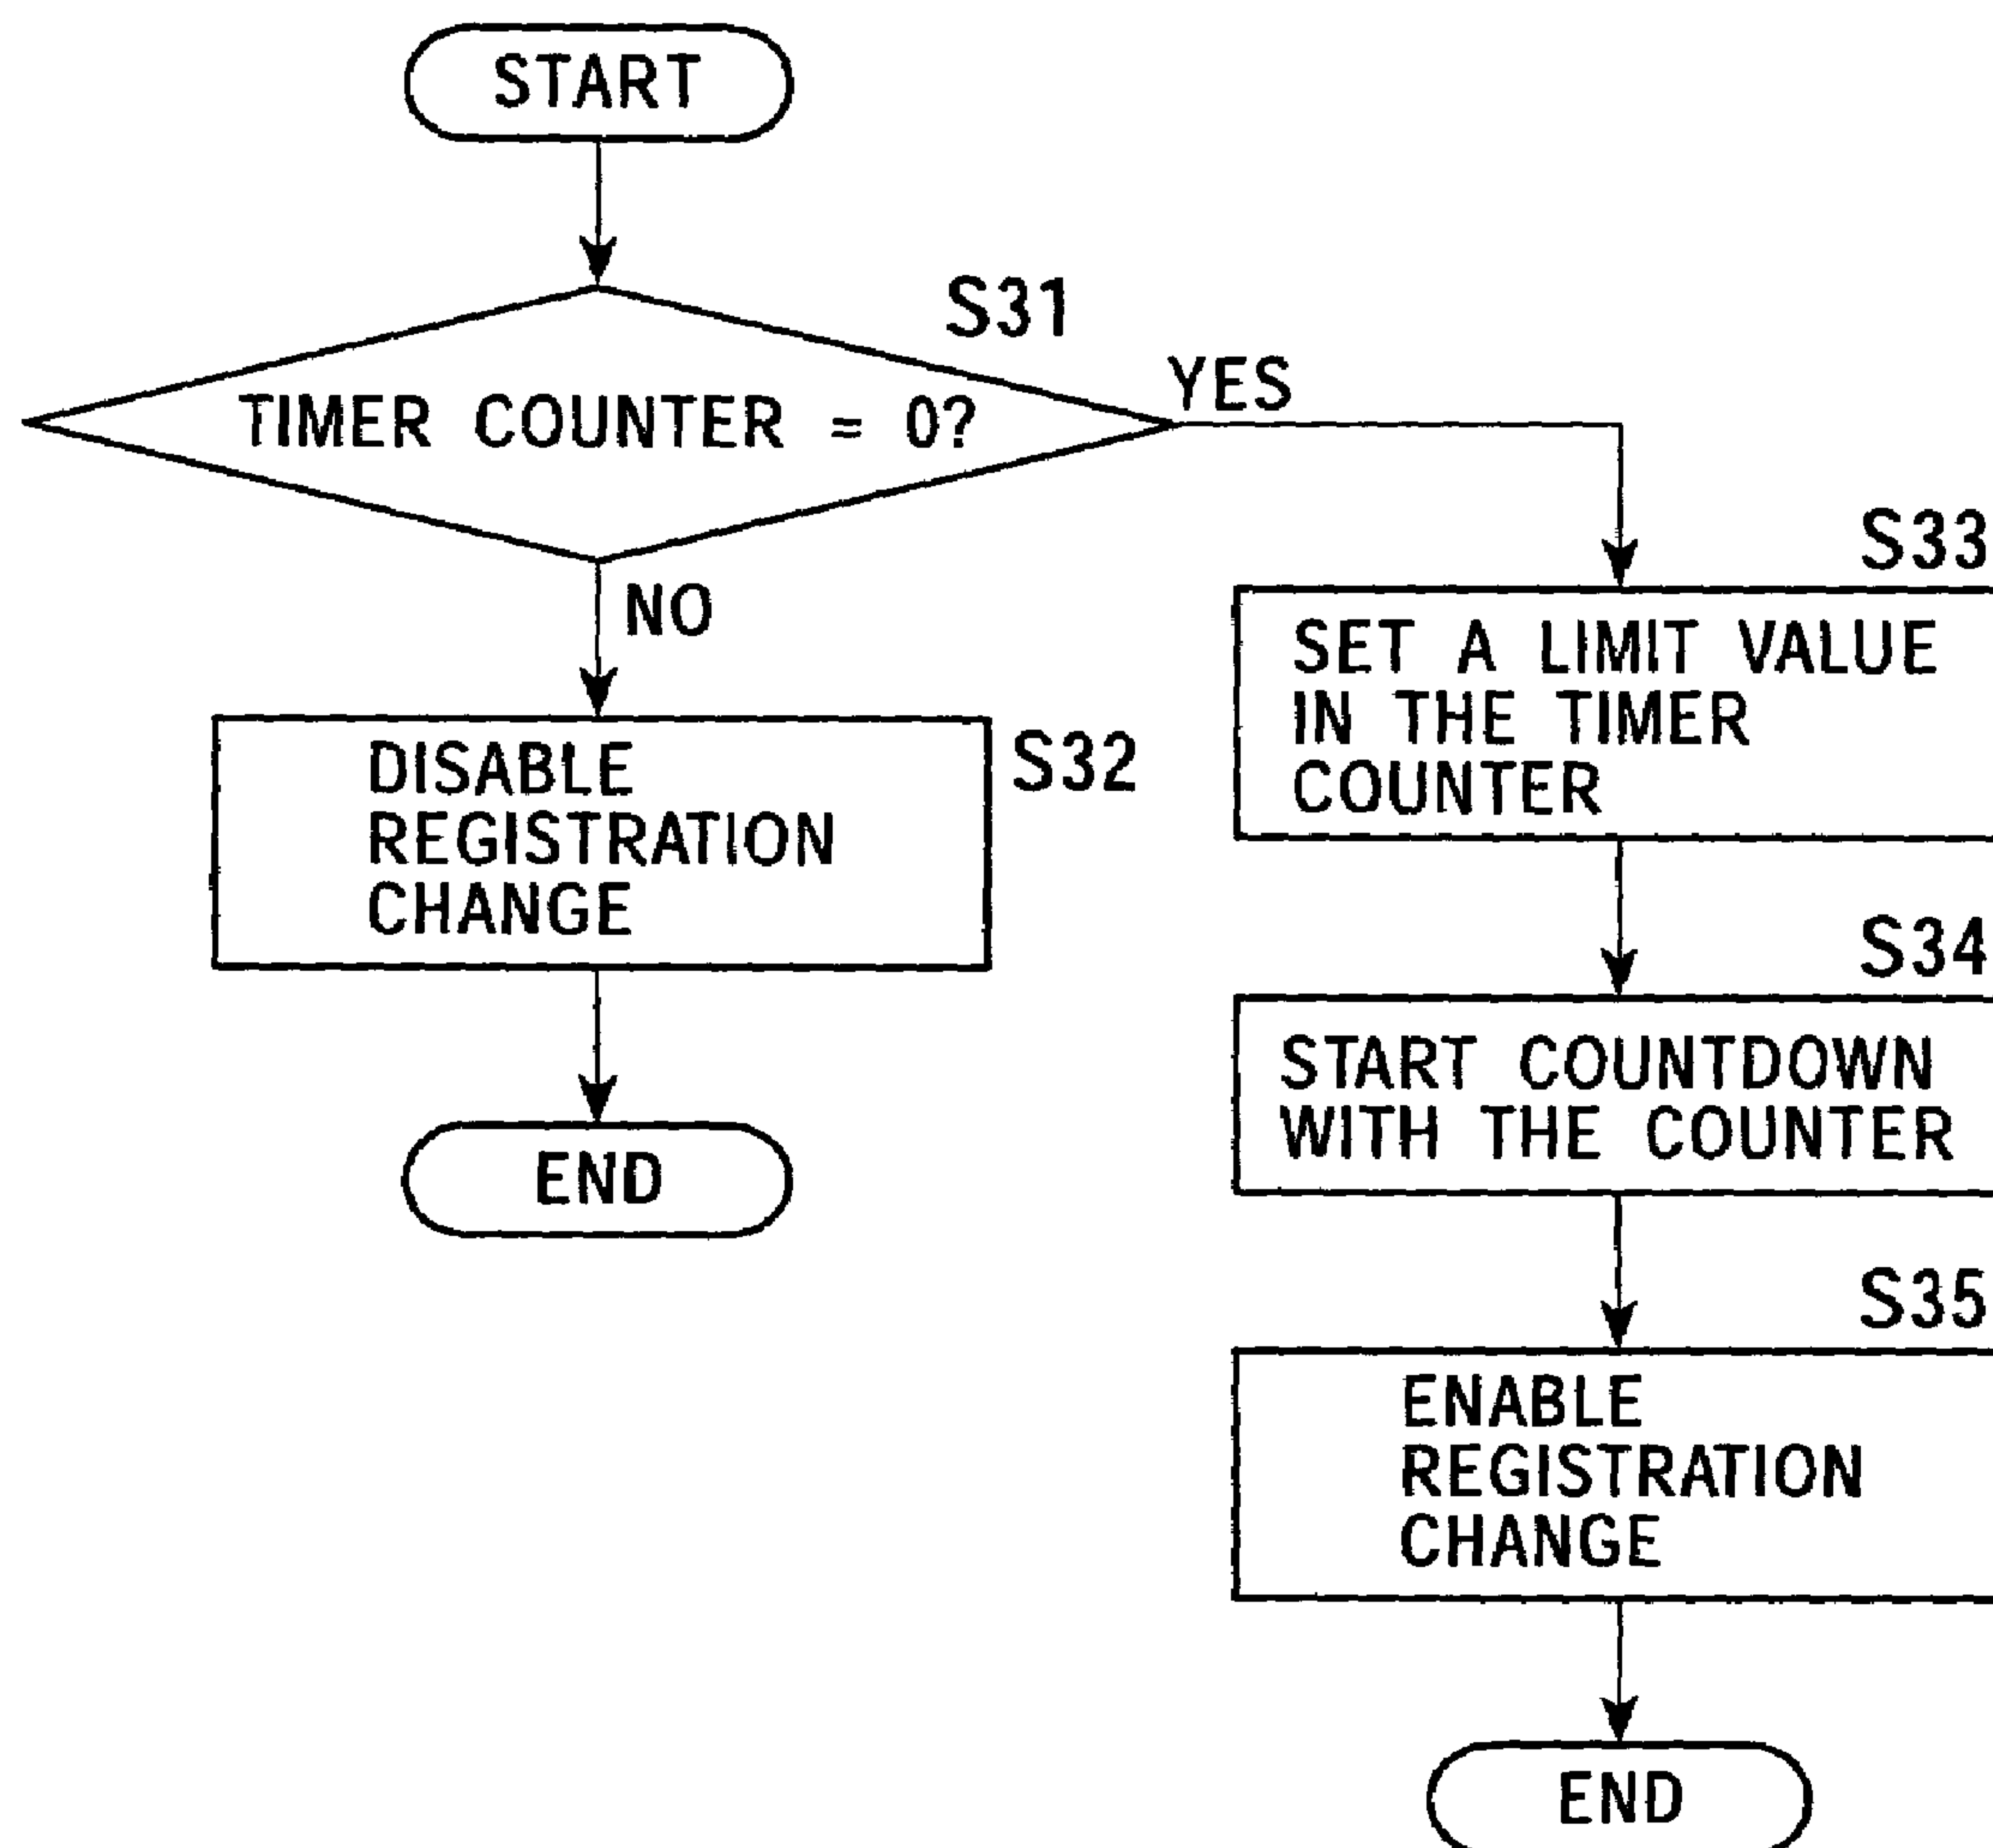 START
S31
TIMER COUNTER = 0?
YES
NO
DISABLE
REGISTRATION
CHANGE
S32
END
S33
SET A LIMIT VALUE
IN THE TIMER
COUNTER
S34
START COUNTDOWN
WITH THE COUNTER
S35
ENABLE
REGISTRATION
CHANGE
END